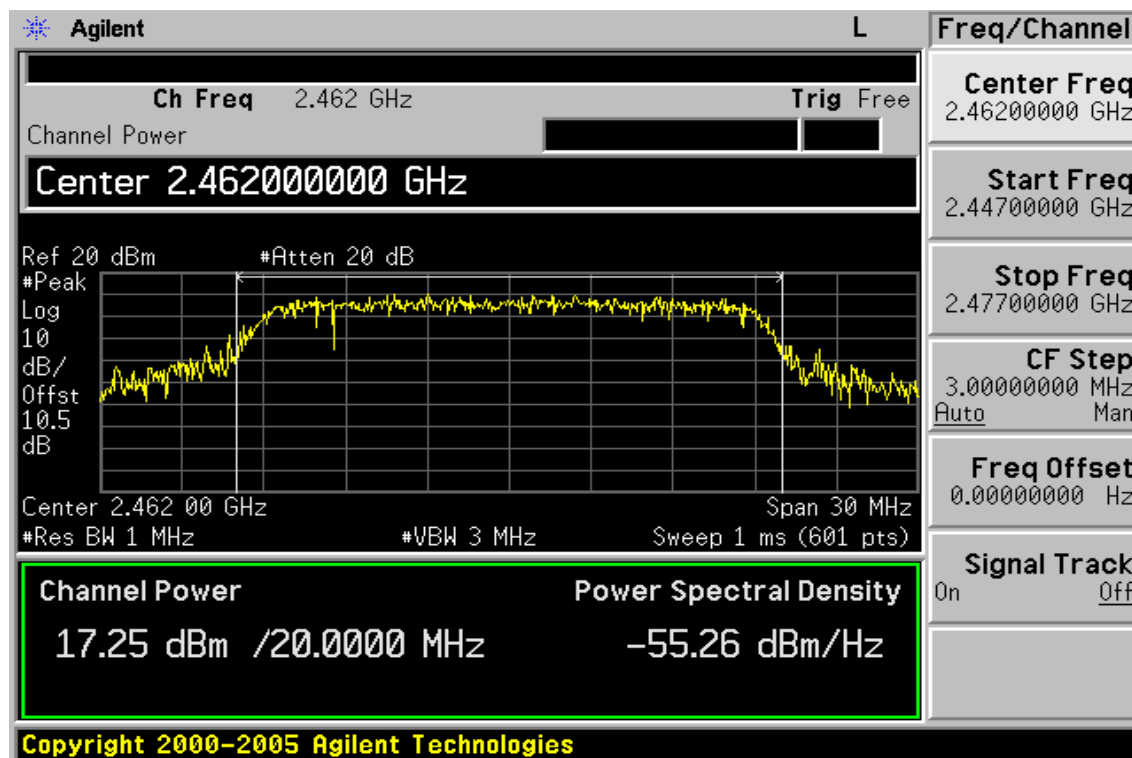 Agilent L
Ch Freq 2.462 GHz Trig Free
Channel Power
Center 2.462000000 GHz
Ref 20 dBm #Atten 20 dB
#Peak
Log
10
dB/
Offst
10.5
dB
Center 2.462 00 GHz Span 30 MHz
#Res BW 1 MHz #VBW 3 MHz Sweep 1 ms (601 pts)
Channel Power Power Spectral Density
17.25 dBm /20.0000 MHz -55.26 dBm/Hz
Copyright 2000-2005 Agilent Technologies
Freq/Channel
Center Freq
2.46200000 GHz
Start Freq
2.44700000 GHz
Stop Freq
2.47700000 GHz
CF Step
3.00000000 MHz
Auto Man
Freq Offset
0.00000000 Hz
Signal Track
On Off